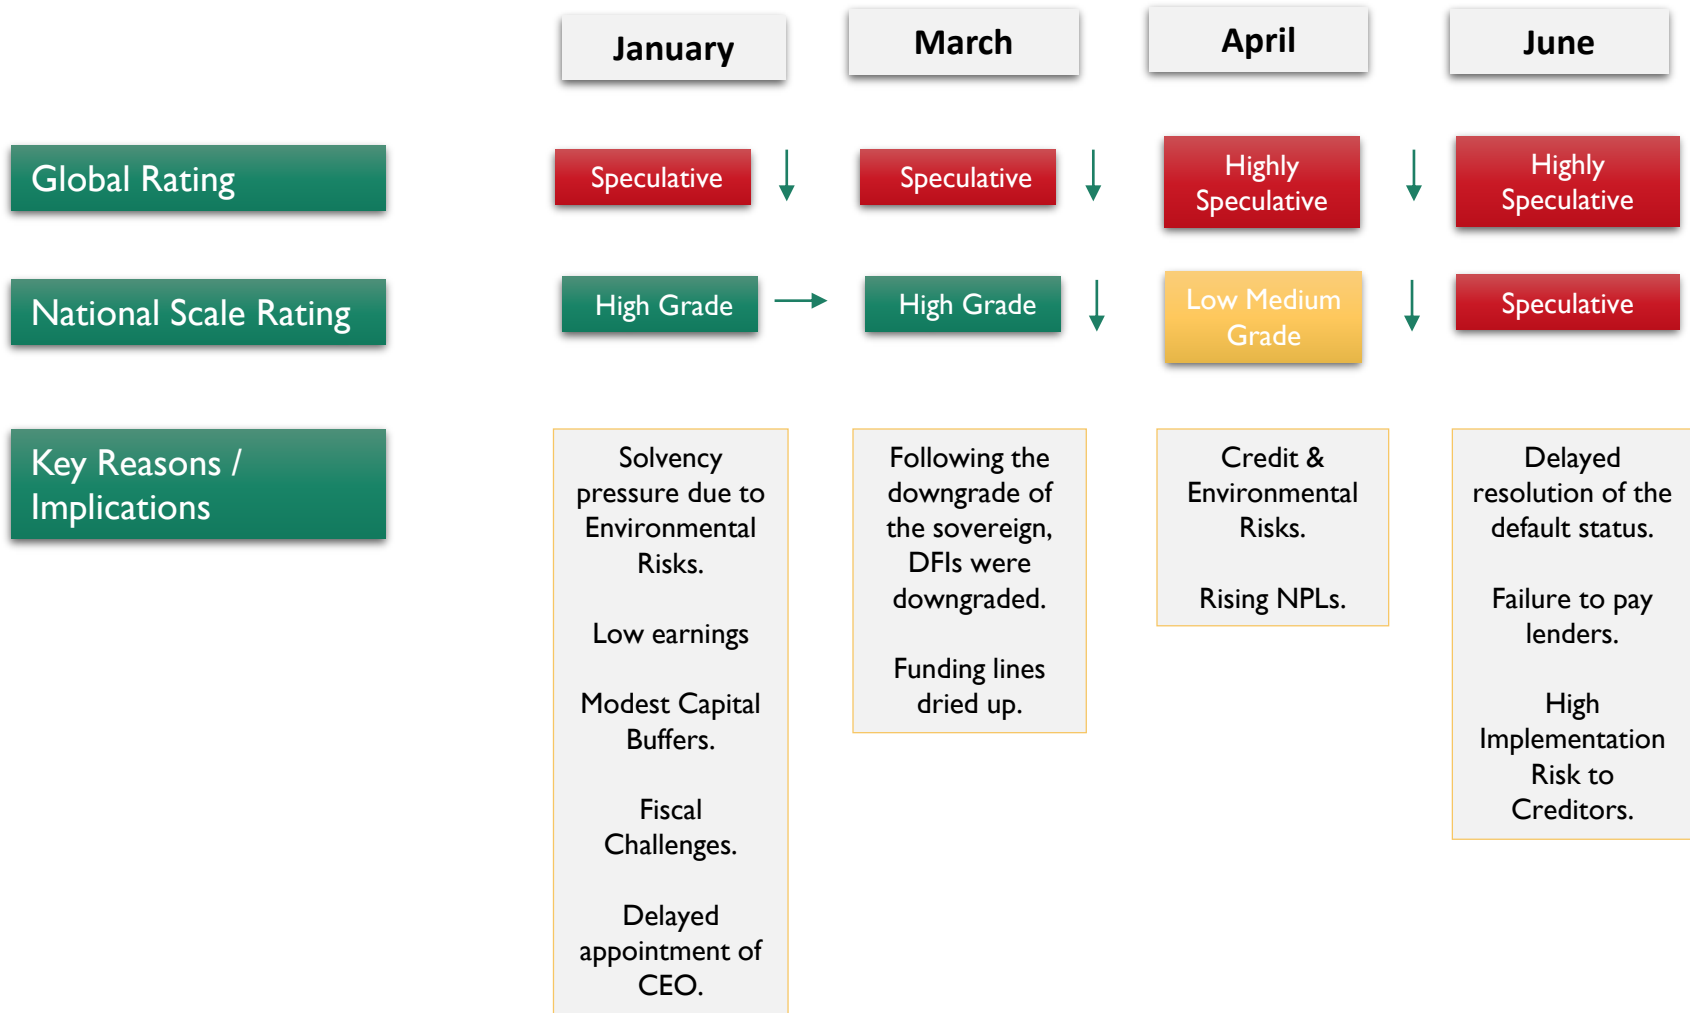 January
March
April
June
Global Rating
Speculative
Speculative
Highly
Speculative
Highly
Speculative
National Scale Rating
High Grade
High Grade
Low Medium
Grade
Speculative
Key Reasons /
Implications
Solvency
pressure due to
Environmental
Risks.
Low earnings
Modest Capital
Buffers.
Fiscal
Challenges.
Delayed
appointment of
CEO.
Following the
downgrade of
the sovereign,
DFIs were
downgraded.
Funding lines
dried up.
Credit &
Environmental
Risks.
Rising NPLs.
Delayed
resolution of the
default status.
Failure to pay
lenders.
High
Implementation
Risk to
Creditors.